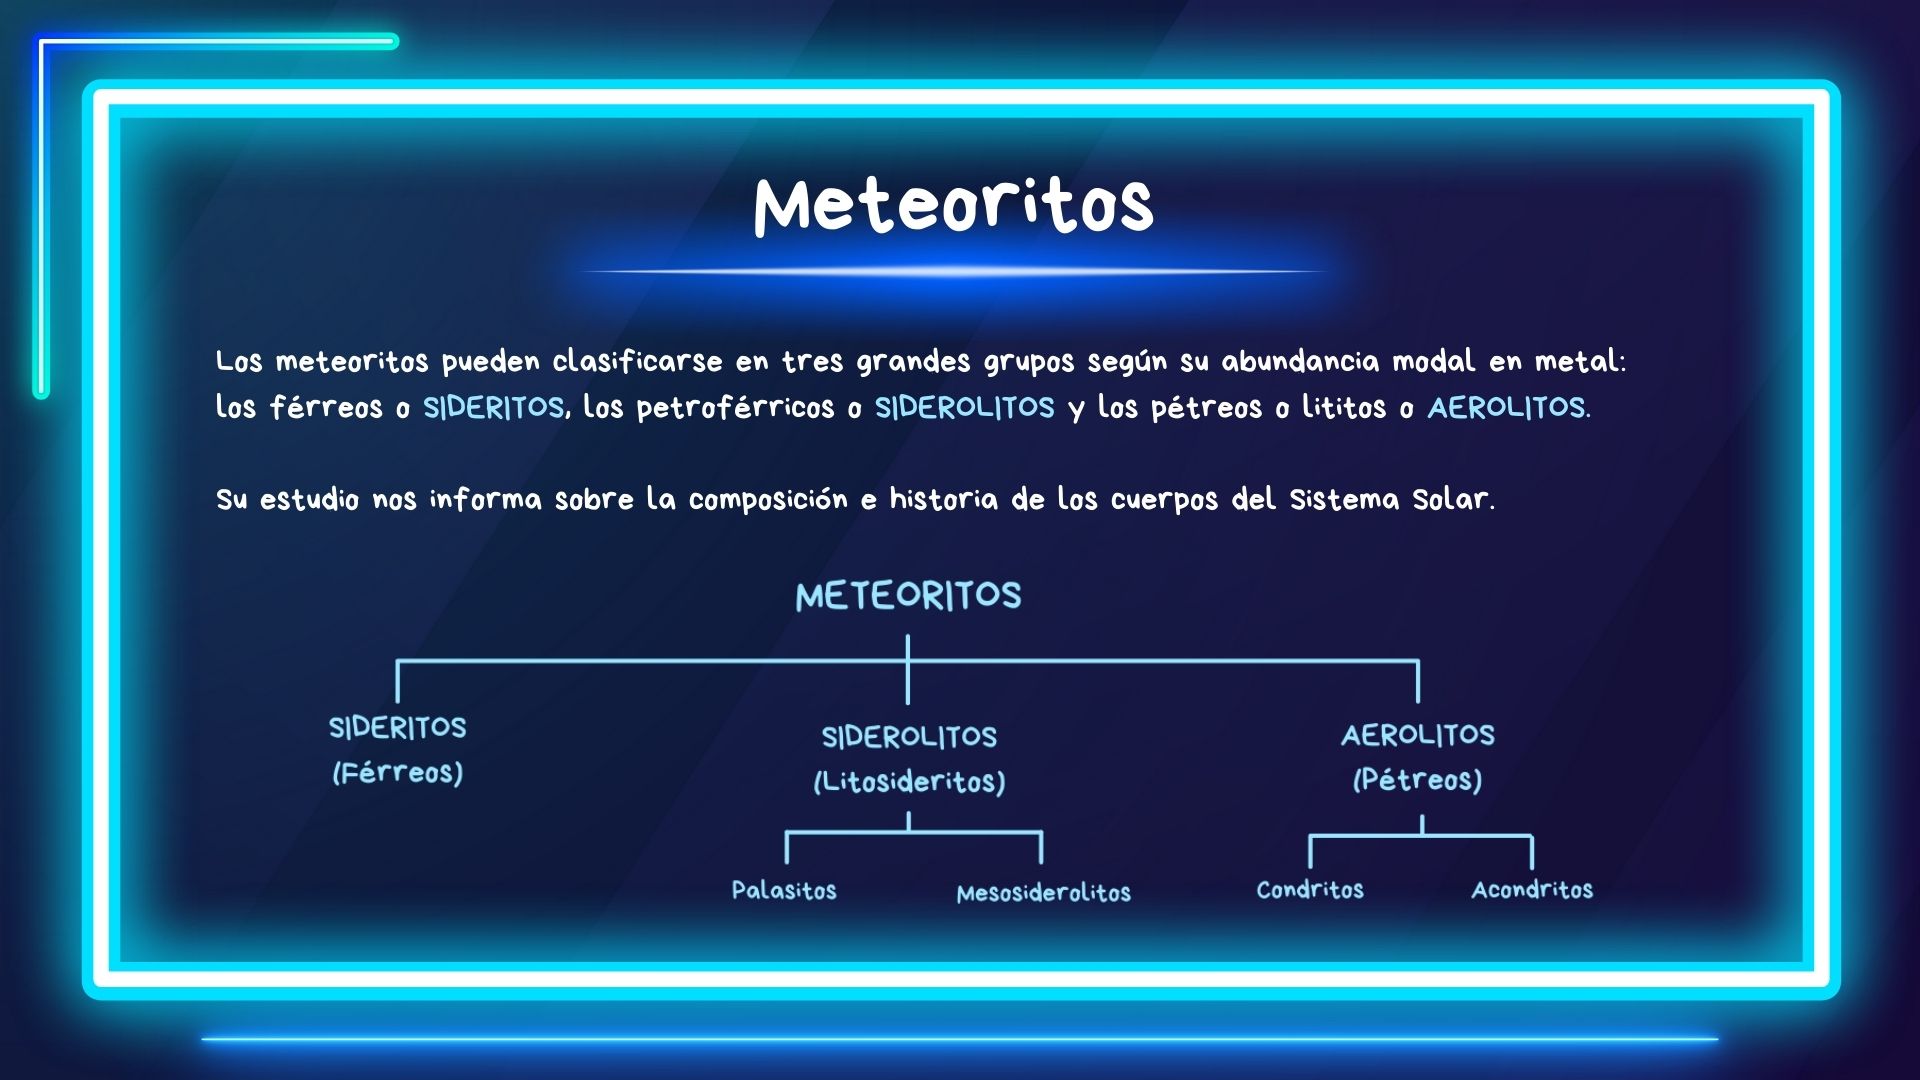 Meteoritos
Los meteoritos pueden clasificarse en tres grandes grupos según su abundancia modal en metal:
los férreos o SIDERITOS, los petroférricos o SIDEROLITOS y los pétreos o lititos o AEROLITOS.
Su estudio nos informa sobre la composición e historia de los cuerpos del Sistema Solar.
METEORITOS
SIDERITOS
(Férreos)
SIDEROLITOS
(Litosideritos)
AEROLITOS
(Pétreos)
Palasitos
Mesosiderolitos
Condritos
Acondritos